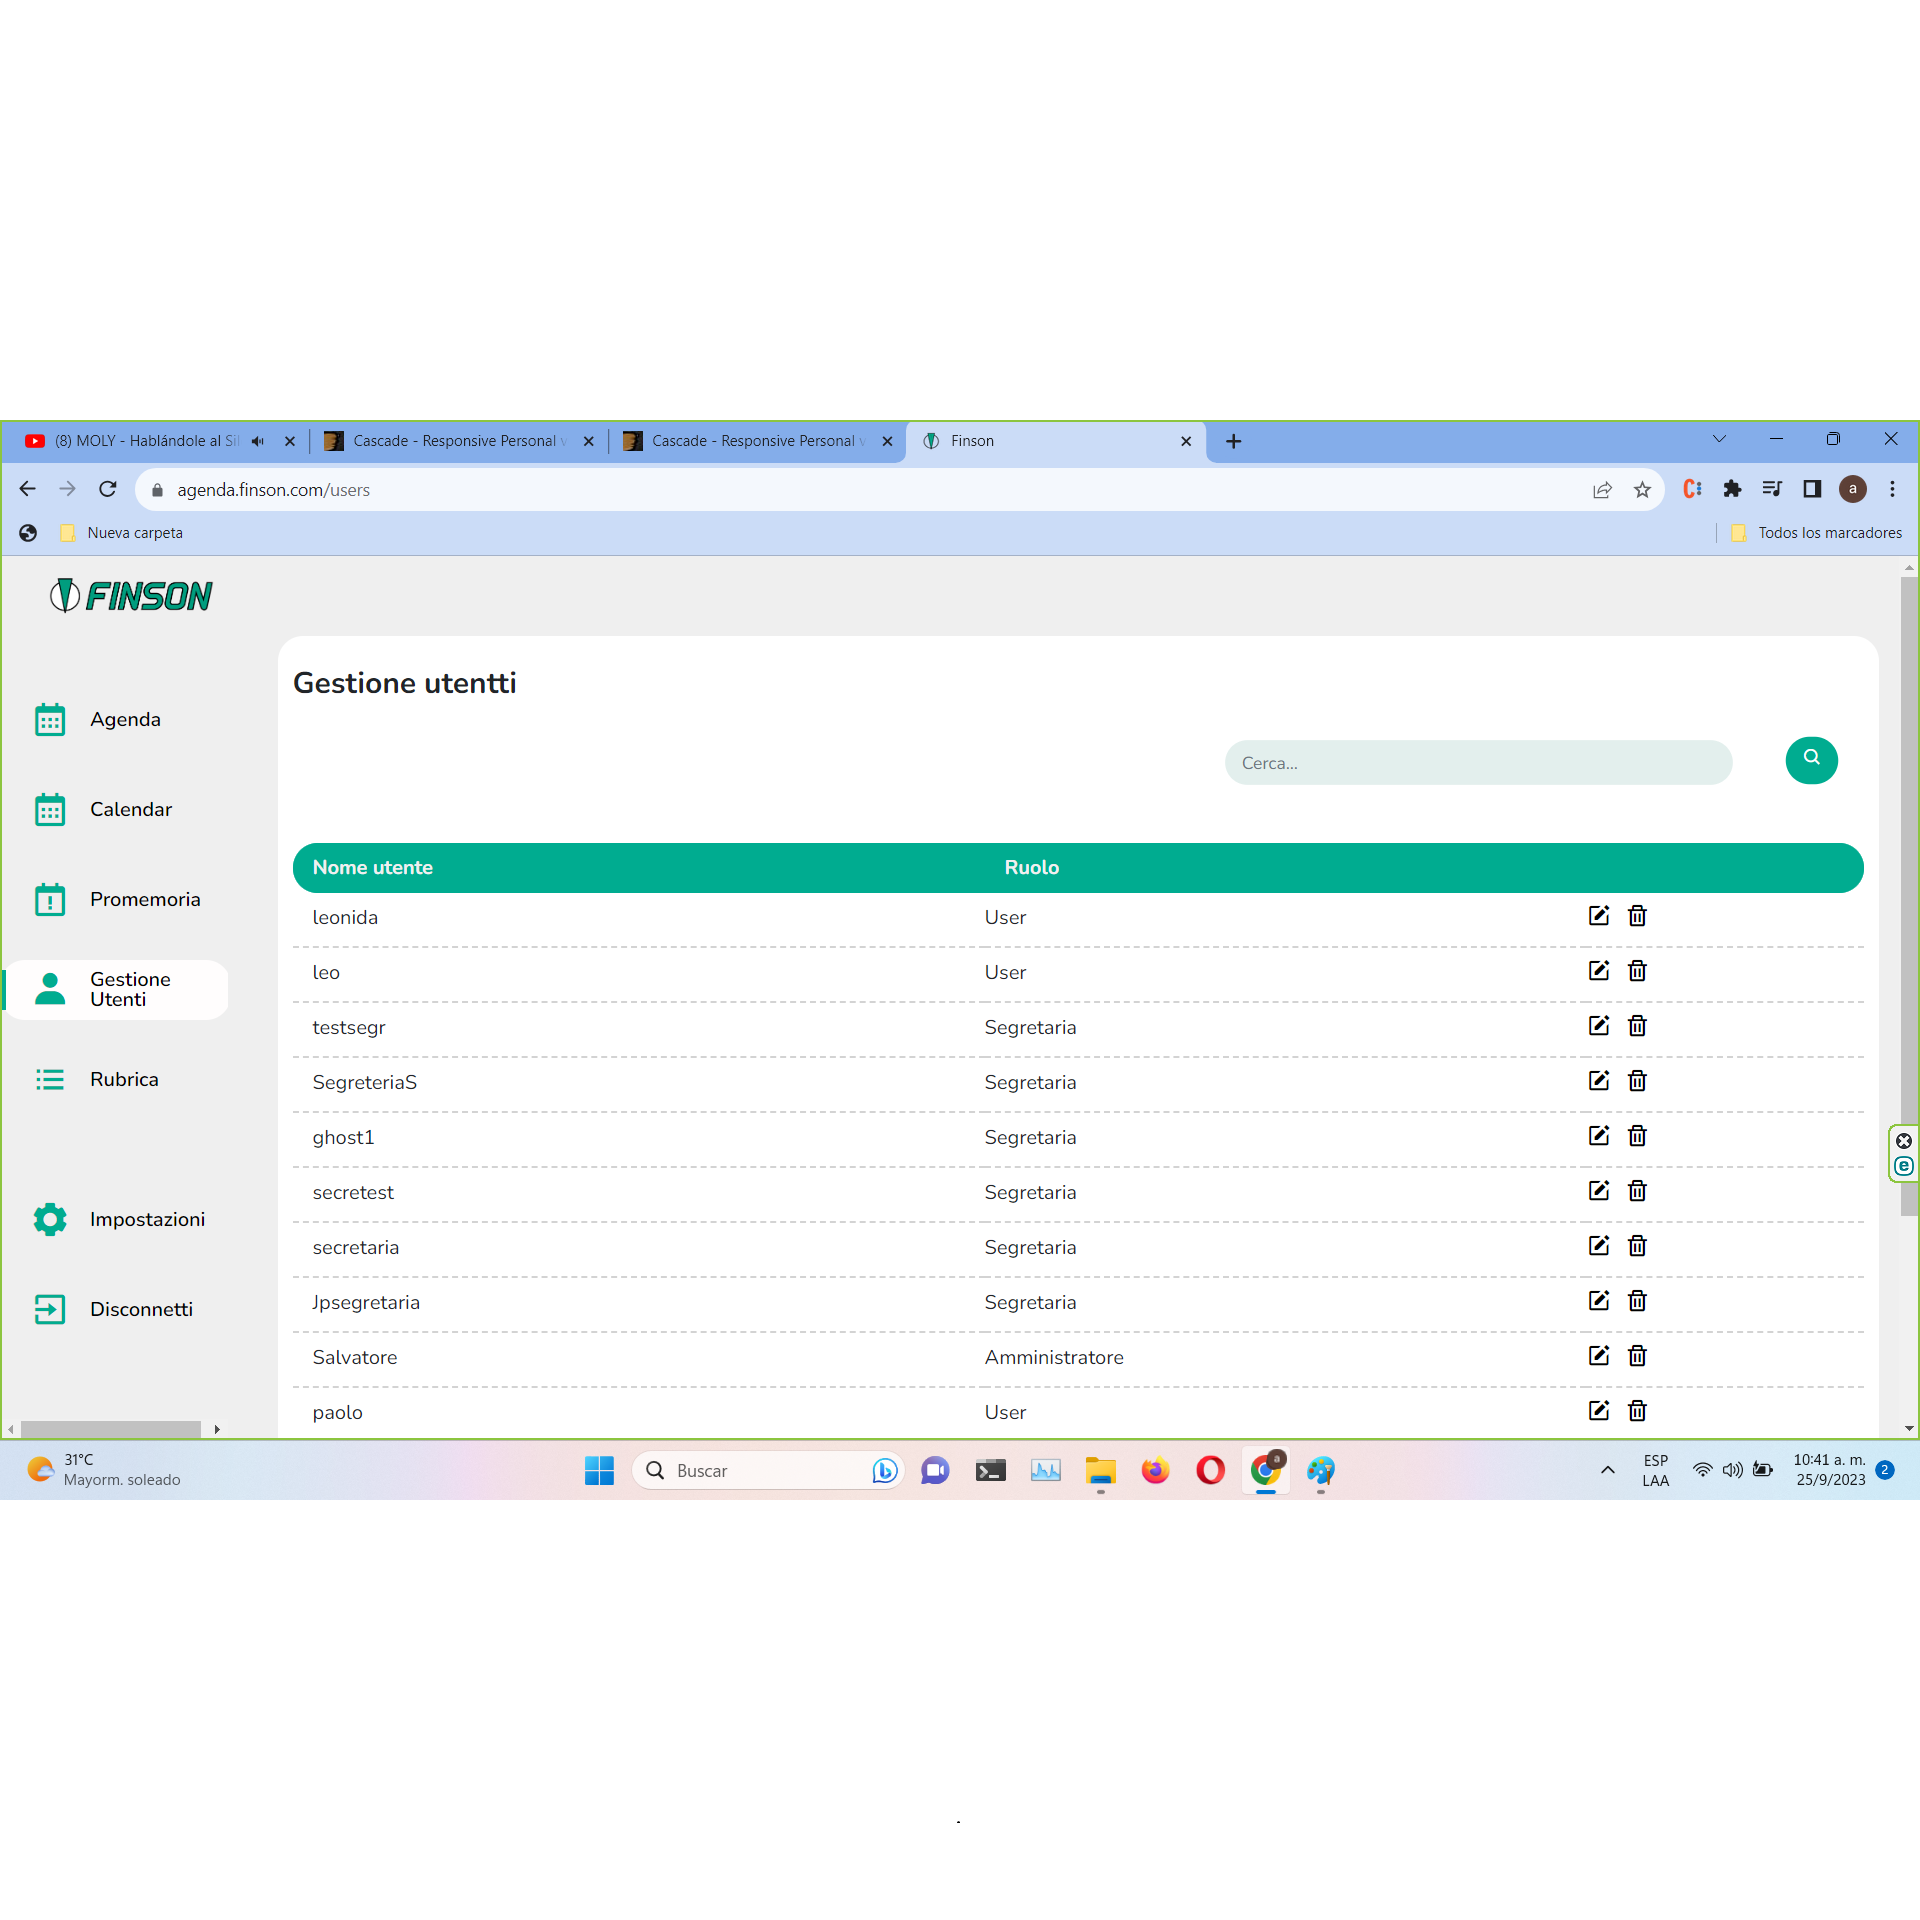 (8) MOLY - Hablándole al Sil
Cascade - Responsive Personal v
Cascade - Responsive Personal v
Finson
agenda.finson.com/users
a
Nueva carpeta
Todos los marcadores
FINSON
Gestione utentti
Agenda
Cerca...
Calendar
Nome utente Ruolo
Promemoria
leonida User
leo User
Gestione
Utenti
testsegr Segretaria
Rubrica
SegreteriaS Segretaria
ghost1 Segretaria
secretest Segretaria
Impostazioni
secretaria Segretaria
Disconnetti
Jpsegretaria Segretaria
Salvatore Amministratore
paolo User
31°C
Mayorm. soleado
Buscar
a
ESP
LAA
10:41 a. m.
25/9/2023
2